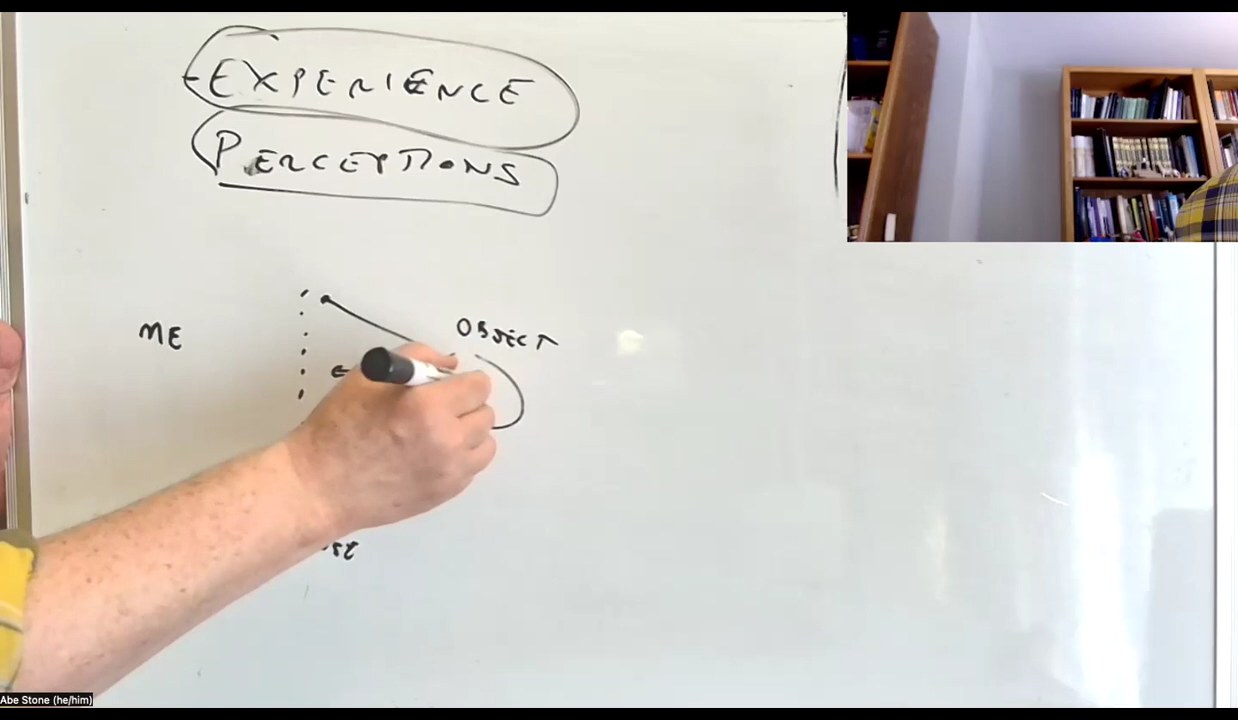 EXPERIENCE
PERCEPTIONS
OBJECT
ME
Abe Stone (he/him)